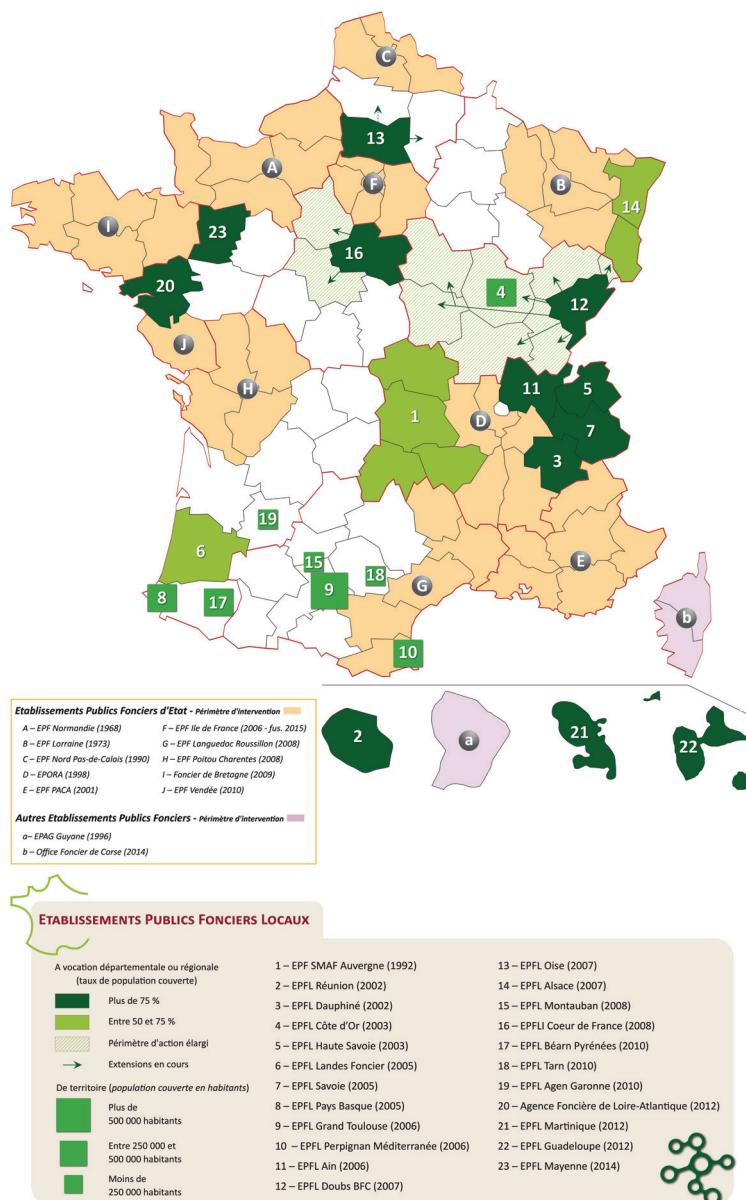 C
13
A
F
B
14
I
23
16
20
4
12
J
H
11
5
1
D
7
3
19
6
15
18
E
9
G
8
17
10
b
2
a
21
22
Etablissements Publics Fonciers d'Etat - Périmètre d'intervention
A – EPF Normandie (1968)
B – EPF Lorraine (1973)
C – EPF Nord Pas-de-Calais (1990)
D – EPORA (1998)
E – EPF PACA (2001)
F – EPF Ile de France (2006 - fus. 2015)
G – EPF Languedoc Roussillon (2008)
H – EPF Poitou Charentes (2008)
I – Foncier de Bretagne (2009)
J – EPF Vendée (2010)
Autres Etablissements Publics Fonciers - Périmètre d'intervention
a– EPAG Guyane (1996)
b – Office Foncier de Corse (2014)
ETABLISSEMENTS PUBLICS FONCIERS LOCAUX
A vocation départementale ou régionale
(taux de population couverte)
Plus de 75 %
Entre 50 et 75 %
Périmètre d'action élargi
Extensions en cours
De territoire (population couverte en habitants)
Plus de
500 000 habitants
Entre 250 000 et
500 000 habitants
Moins de
250 000 habitants
1 – EPF SMAF Auvergne (1992)
2 – EPFL Réunion (2002)
3 – EPFL Dauphiné (2002)
4 – EPFL Côte d'Or (2003)
5 – EPFL Haute Savoie (2003)
6 – EPFL Landes Foncier (2005)
7 – EPFL Savoie (2005)
8 – EPFL Pays Basque (2005)
9 – EPFL Grand Toulouse (2006)
10 – EPFL Perpignan Méditerranée (2006)
11 – EPFL Ain (2006)
12 – EPFL Doubs BFC (2007)
13 – EPFL Oise (2007)
14 – EPFL Alsace (2007)
15 – EPFL Montauban (2008)
16 – EPFLI Coeur de France (2008)
17 – EPFL Béarn Pyrénées (2010)
18 – EPFL Tarn (2010)
19 – EPFL Agen Garonne (2010)
20 – Agence Foncière de Loire-Atlantique (2012)
21 – EPFL Martinique (2012)
22 – EPFL Guadeloupe (2012)
23 – EPFL Mayenne (2014)